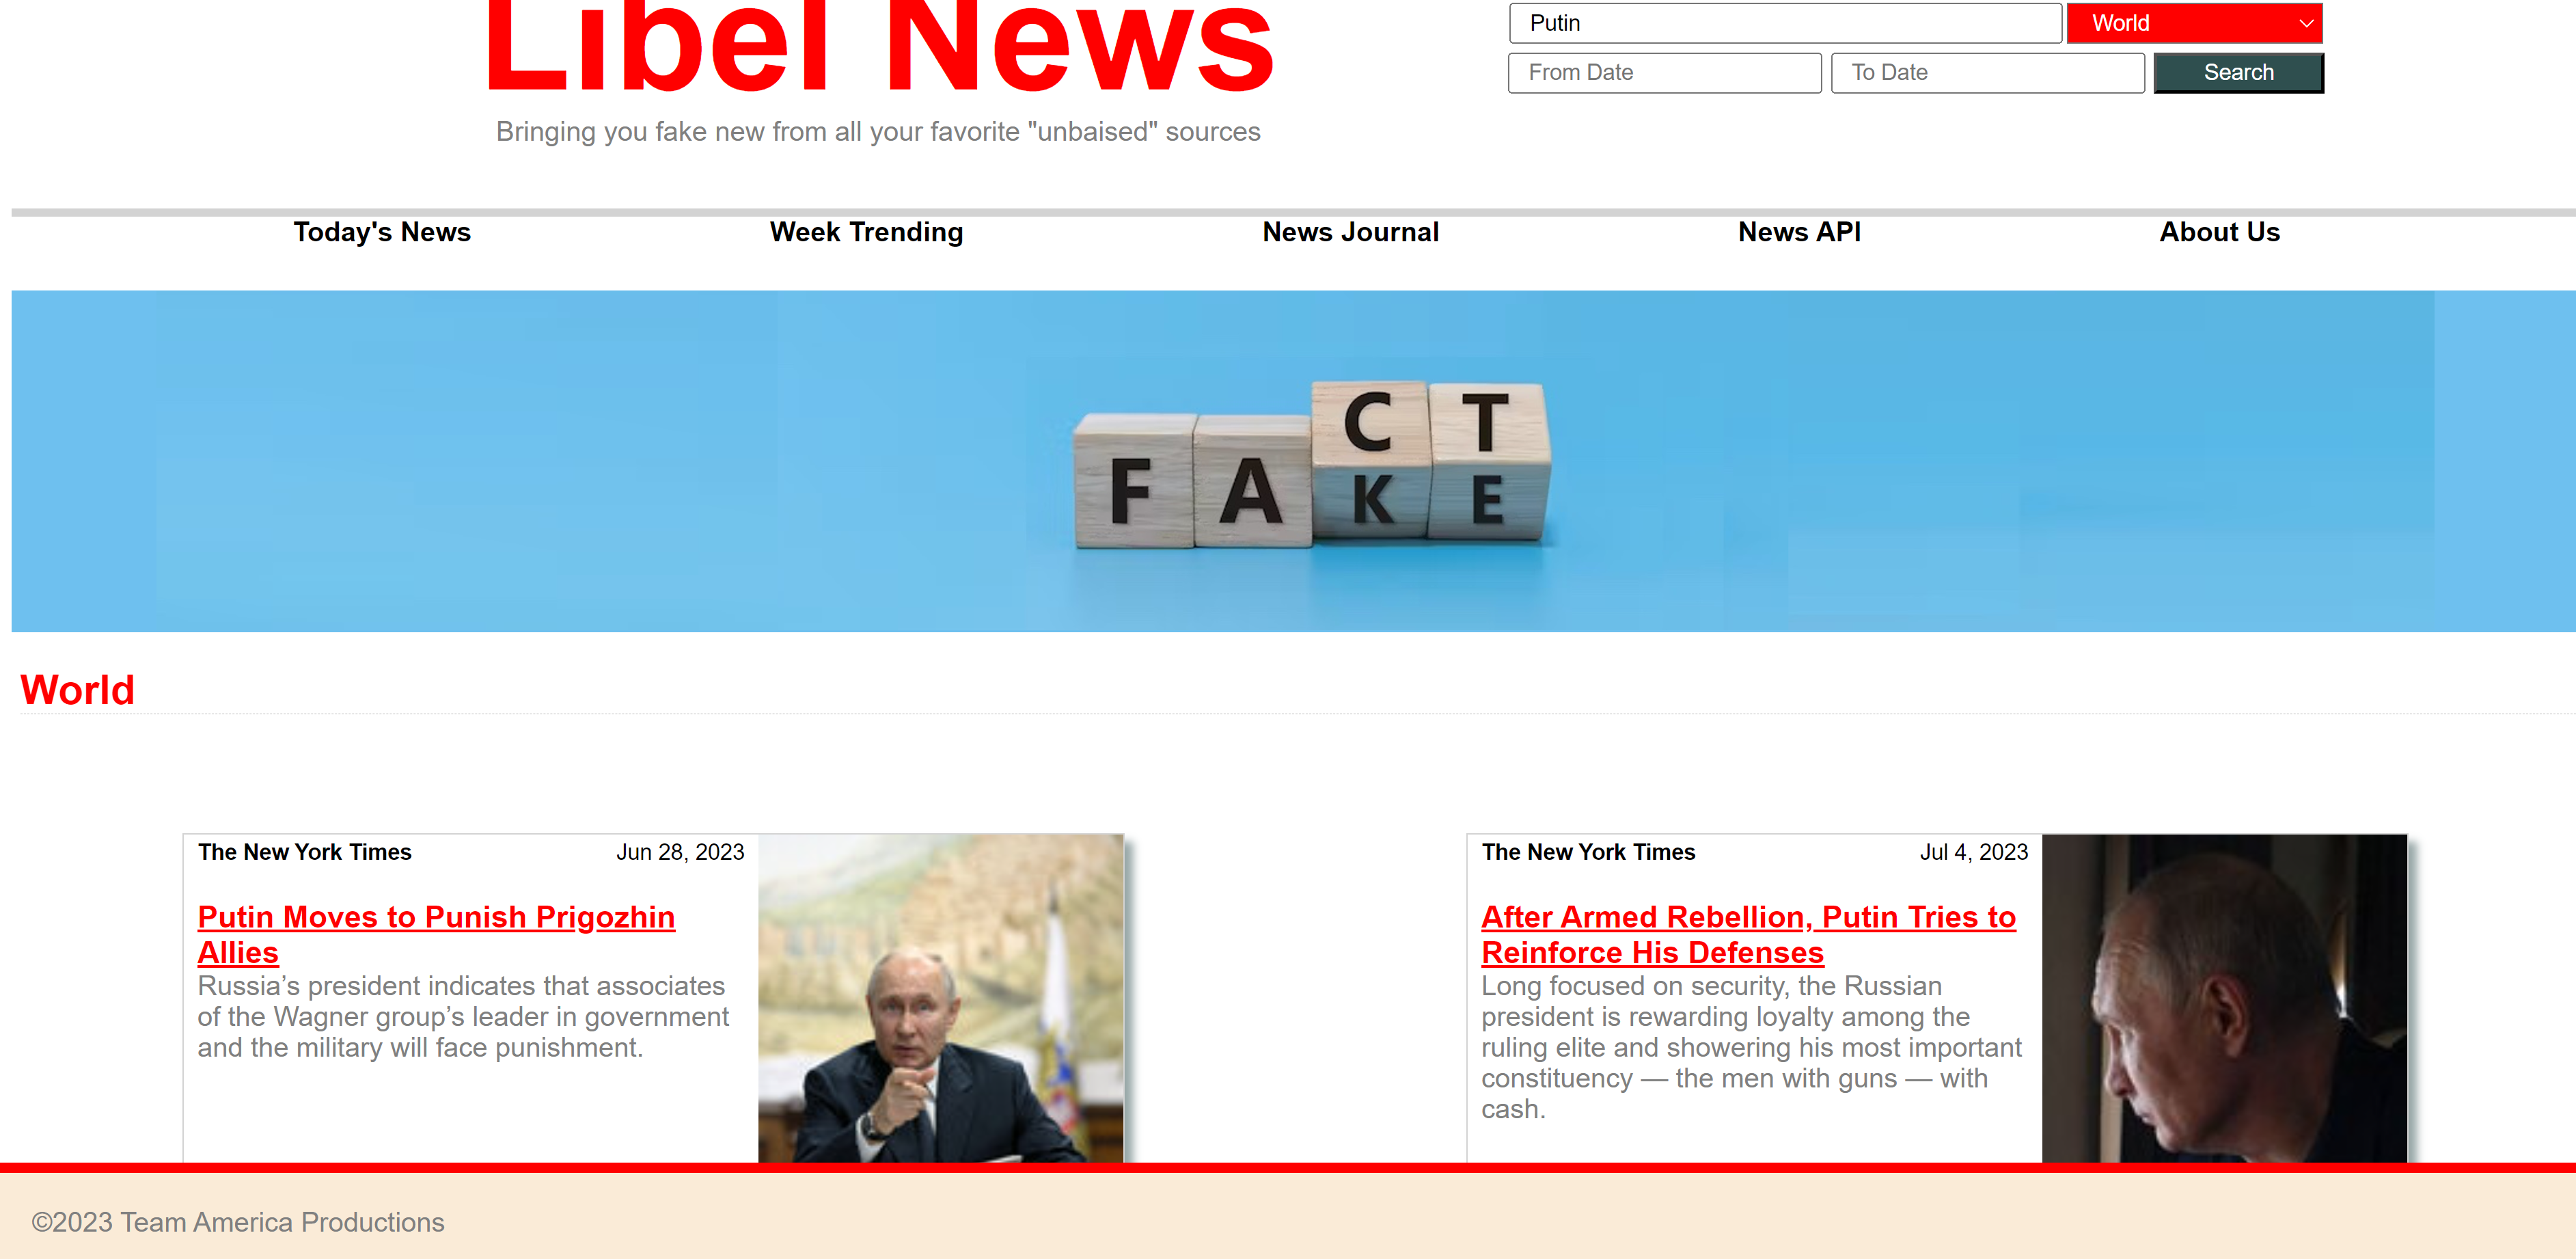 Libel News
Putin
World
From Date
To Date
Search
Bringing you fake new from all your favorite "unbaised" sources
Today's News
Week Trending
News Journal
News API
About Us
C T
F A K E
World
The New York Times
Jun 28, 2023
Putin Moves to Punish Prigozhin
Allies
Russia’s president indicates that associates
of the Wagner group’s leader in government
and the military will face punishment.
The New York Times
Jul 4, 2023
After Armed Rebellion, Putin Tries to
Reinforce His Defenses
Long focused on security, the Russian
president is rewarding loyalty among the
ruling elite and showering his most important
constituency — the men with guns — with
cash.
©2023 Team America Productions